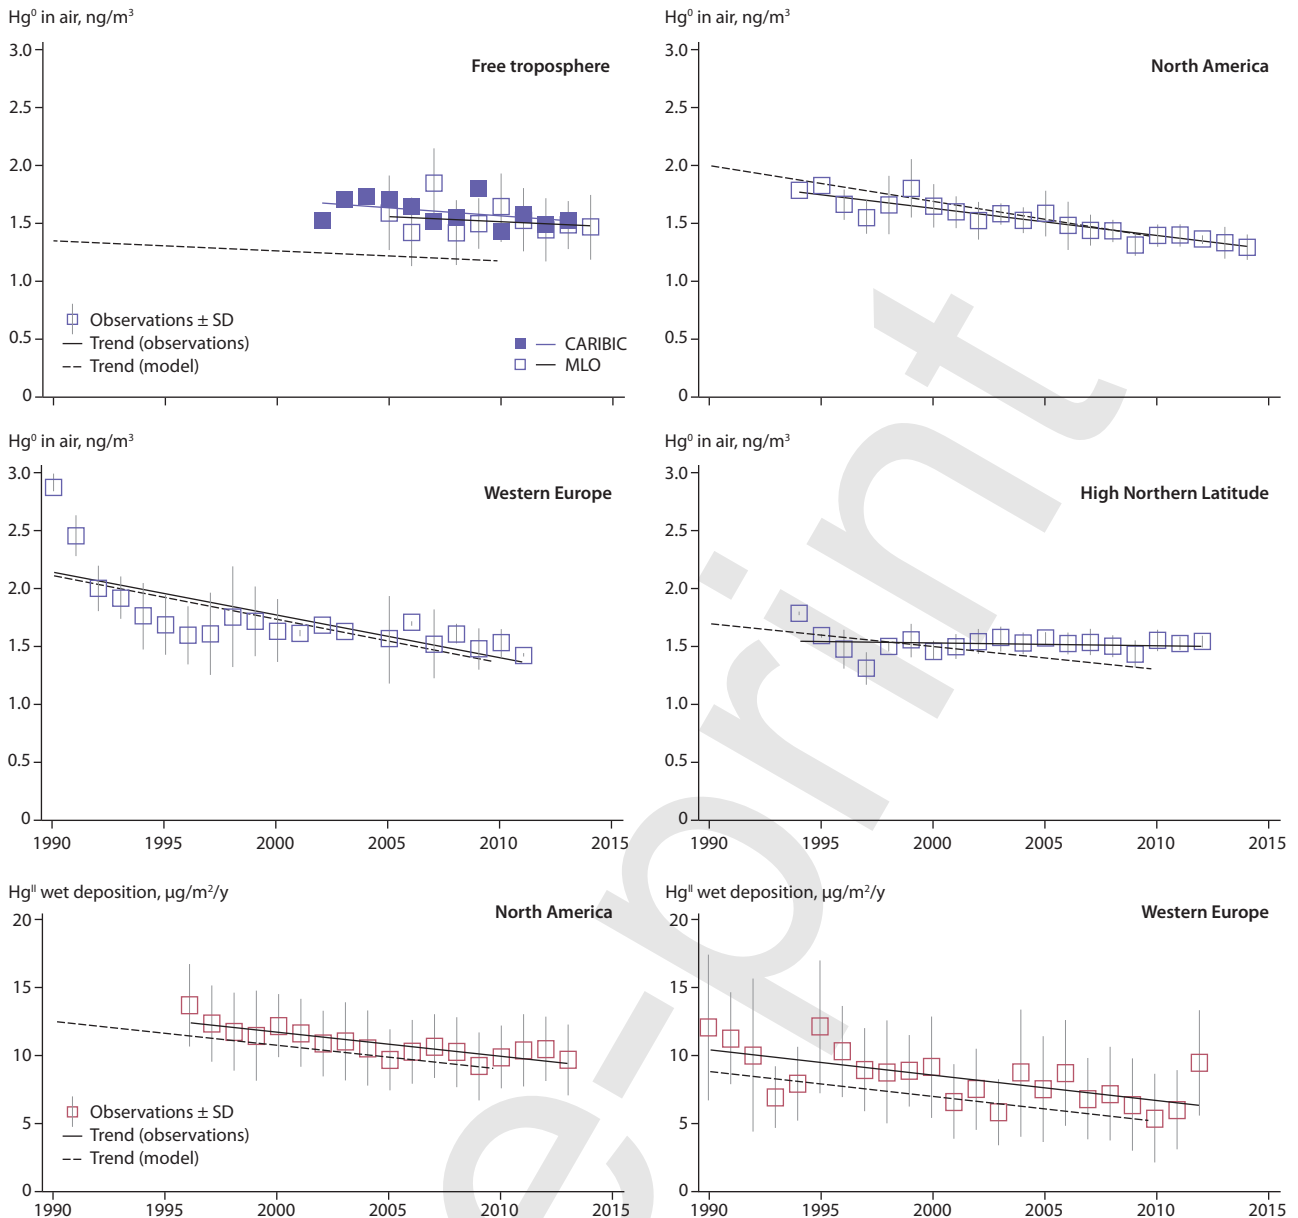 Hg⁰ in air, ng/m³
3.0
2.5
2.0
1.5
1.0
0.5
0
Free troposphere
Observations ± SD
Trend (observations)
Trend (model)
CARIBIC
MLO
Hg⁰ in air, ng/m³
3.0
2.5
2.0
1.5
1.0
0.5
0
North America
Hg⁰ in air, ng/m³
3.0
2.5
2.0
1.5
1.0
0.5
0
Western Europe
1990 1995 2000 2005 2010 2015
Hg⁰ in air, ng/m³
3.0
2.5
2.0
1.5
1.0
0.5
0
High Northern Latitude
1990 1995 2000 2005 2010 2015
Hgᴵᴵ wet deposition, µg/m²/y
20
15
10
5
0
North America
Observations ± SD
Trend (observations)
Trend (model)
1990 1995 2000 2005 2010 2015
Hgᴵᴵ wet deposition, µg/m²/y
20
15
10
5
0
Western Europe
1990 1995 2000 2005 2010 2015
e-print